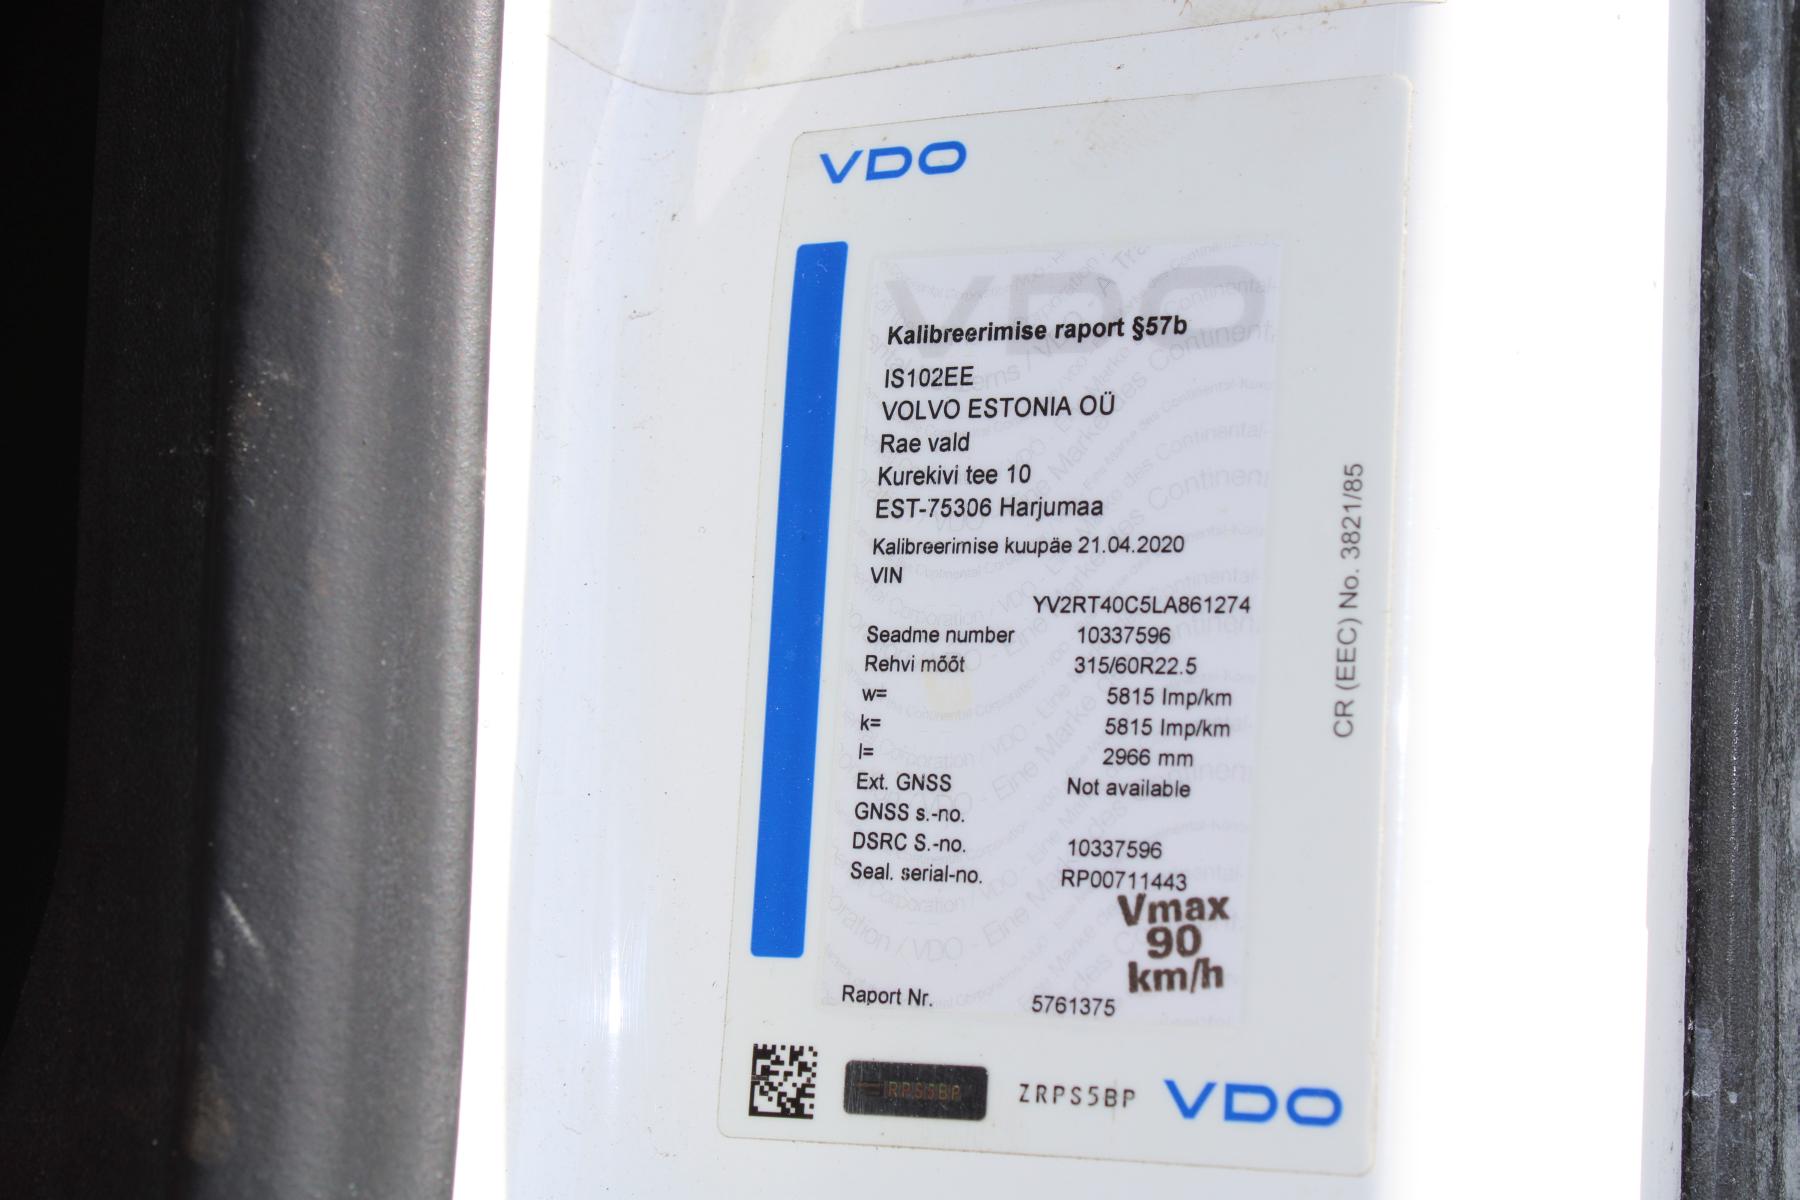 VDO
Kalibreerimise raport §57b
IS102EE
VOLVO ESTONIA OÜ
Rae vald
Kurekivi tee 10
EST-75306 Harjumaa
Kalibreerimise kuupäe 21.04.2020
VIN
YV2RT40C5LA861274
Seadme number 10337596
Rehvi mõõt 315/60R22.5
w= 5815 Imp/km
k= 5815 Imp/km
l= 2966 mm
Ext. GNSS Not available
GNSS s.-no.
DSRC S.-no. 10337596
Seal. serial-no. RP00711443
Vmax
90
km/h
Raport Nr. 5761375
ZRPS5BP VDO
CR (EEC) No. 3821/85